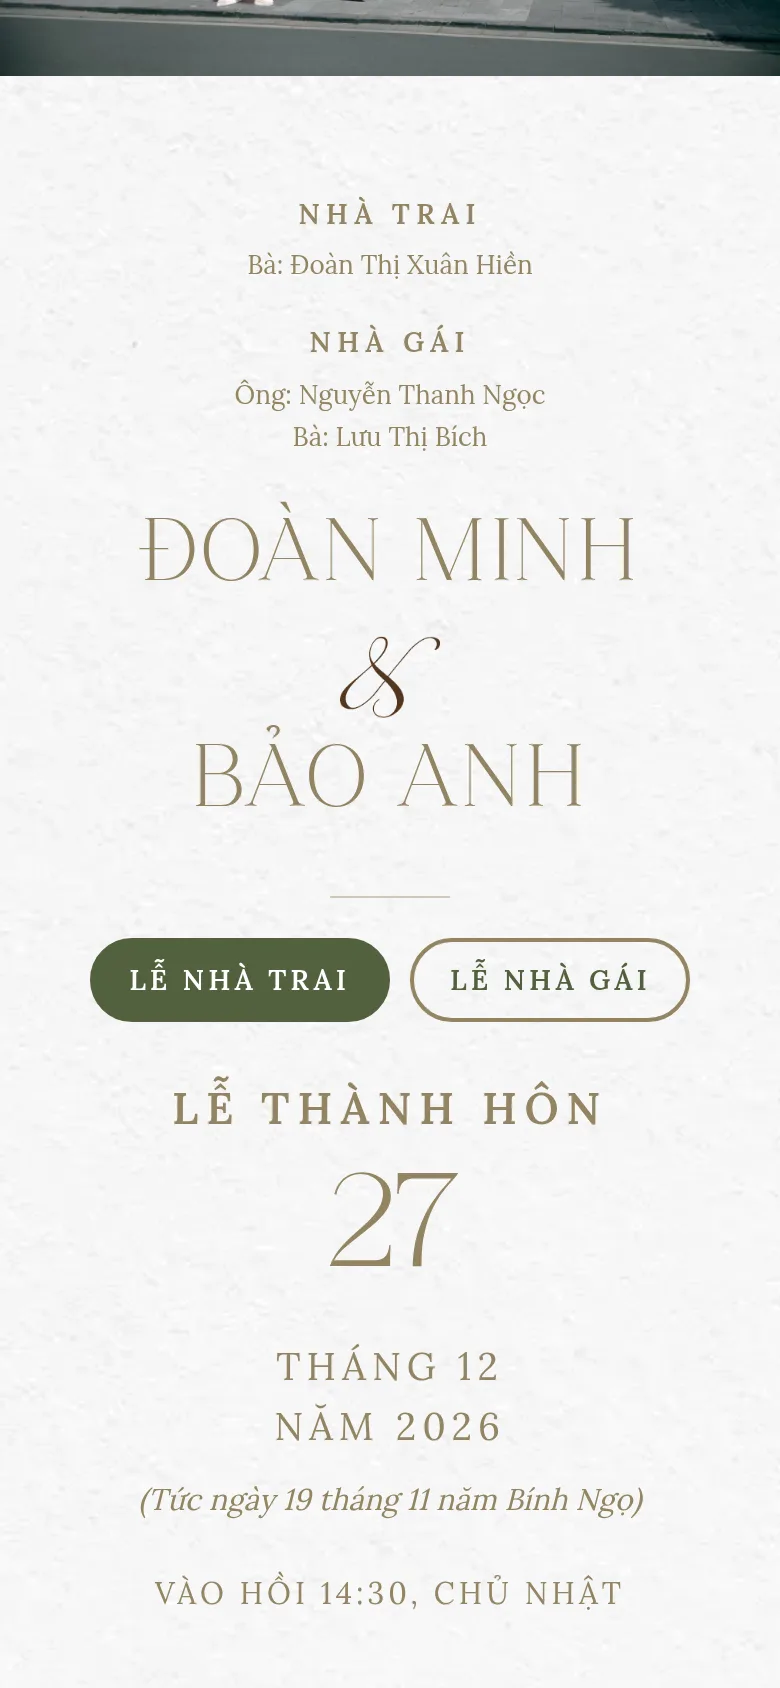 NHÀ TRAI
Bà: Đoàn Thị Xuân Hiền
NHÀ GÁI
Ông: Nguyễn Thanh Ngọc
Bà: Lưu Thị Bích
ĐOÀN MINH
&
BẢO ANH
LỄ NHÀ TRAI
LỄ NHÀ GÁI
LỄ THÀNH HÔN
27
THÁNG 12
NĂM 2026
(Tức ngày 19 tháng 11 năm Bính Ngọ)
VÀO HỒI 14:30, CHỦ NHẬT